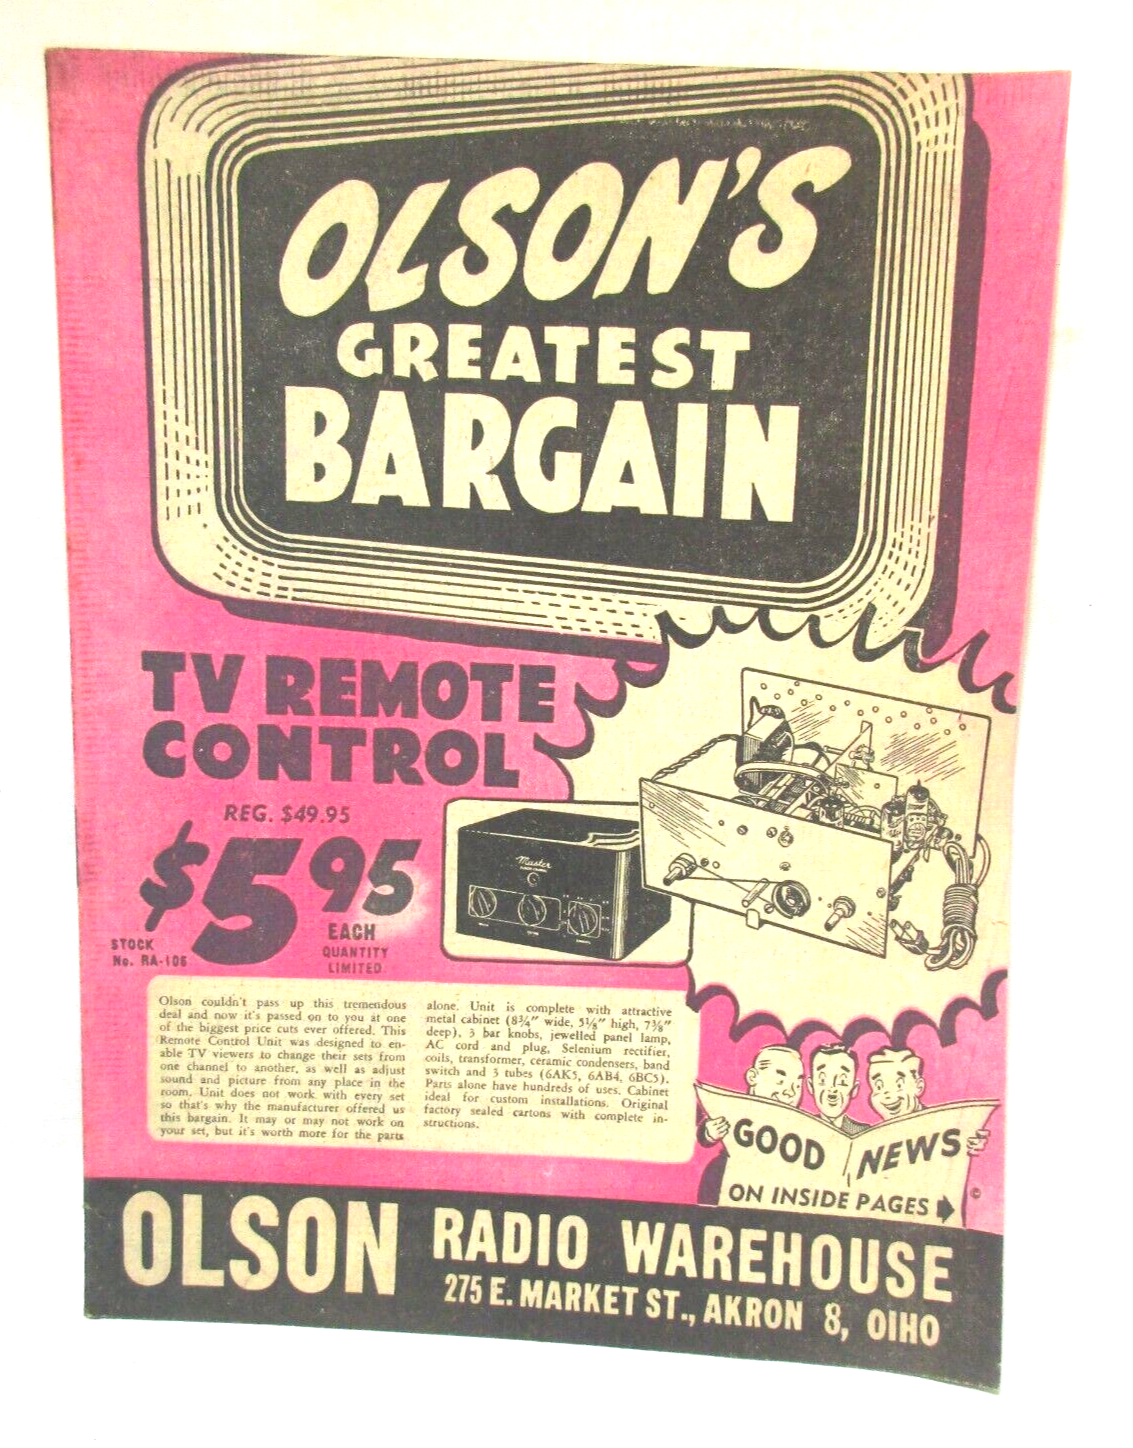 OLSON'S
GREATEST
BARGAIN
TV REMOTE
CONTROL
REG. $49.95
$5 95
EACH
QUANTITY
LIMITED
STOCK
No. RA-106
Master
Olson couldn't pass up this tremendous
deal and now it's passed on to you at one
of the biggest price cuts ever offered. This
Remote Control Unit was designed to en-
able TV viewers to change their sets from
one channel to another, as well as adjust
sound and picture from any place in the
room. Unit does not work with every set
so that's why the manufacturer offered us
this bargain. It may or may not work on
your set, but it's worth more for the parts
alone. Unit is complete with attractive
metal cabinet (8¾" wide, 5⅛" high, 7⅜"
deep), 3 bar knobs, jewelled panel lamp,
AC cord and plug, Selenium rectifier,
coils, transformer, ceramic condensers, band
switch and 3 tubes (6AK5, 6AB4, 6BC5).
Parts alone have hundreds of uses. Cabinet
ideal for custom installations. Original
factory sealed cartons with complete in-
structions.
GOOD NEWS
ON INSIDE PAGES
©
OLSON RADIO WAREHOUSE
275 E. MARKET ST., AKRON 8, OIHO